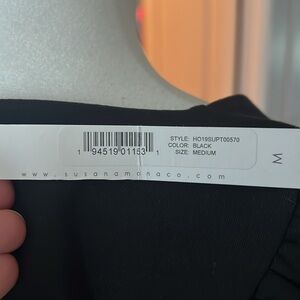 STYLE: HO19SUPT00570
COLOR: BLACK
SIZE: MEDIUM
1 94519 01153 1
M
www.susanamonaco.com